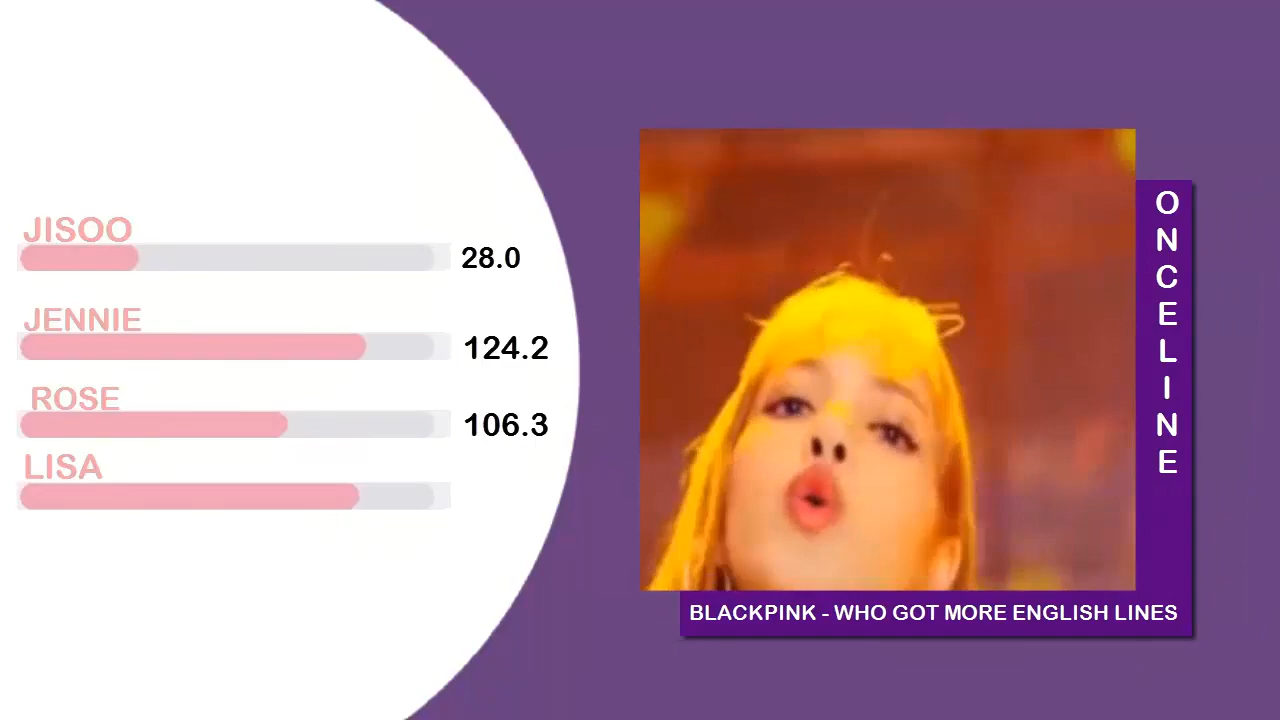 JISOO
28.0
JENNIE
124.2
ROSE
106.3
LISA
ONCELINE
BLACKPINK - WHO GOT MORE ENGLISH LINES